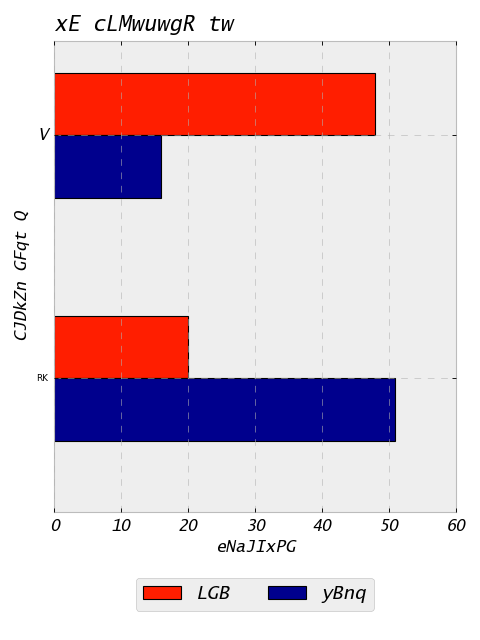 xE cLMwuwgR tw
V
RK
CJDkZn GFqt Q
0 10 20 30 40 50 60
eNaJIxPG
LGB yBnq